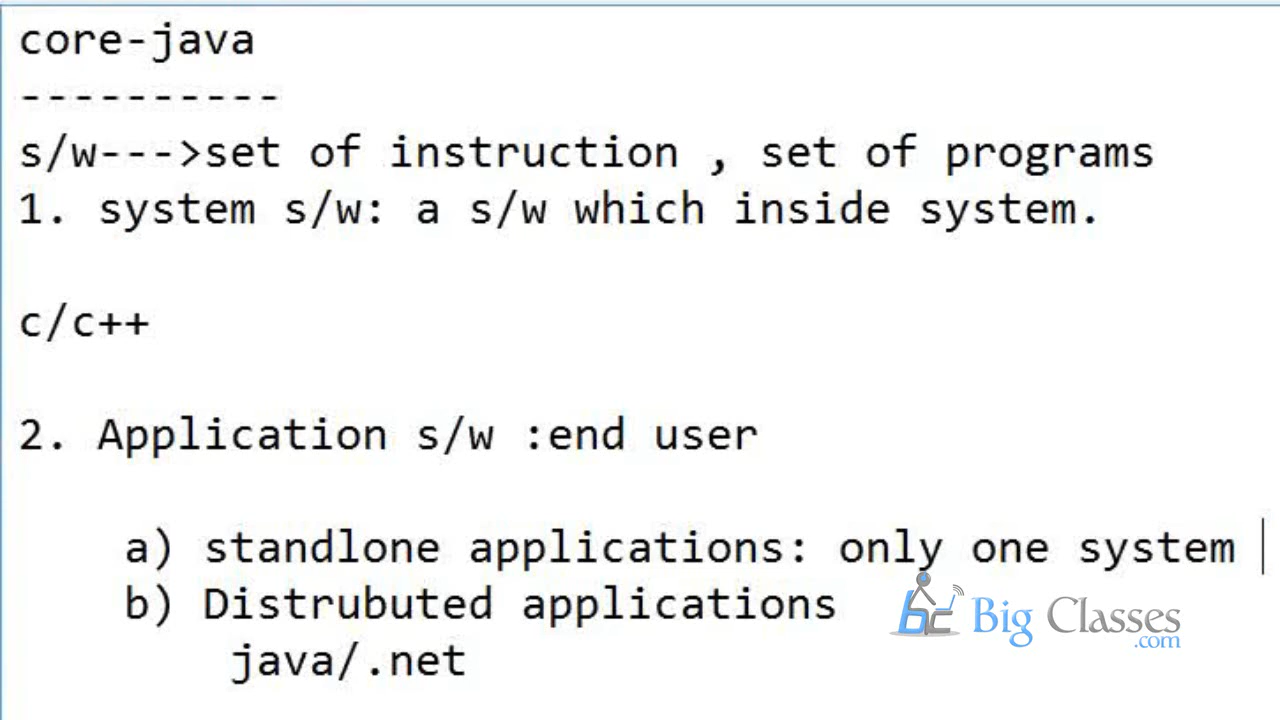 core-java
----------
s/w--->set of instruction , set of programs
1. system s/w: a s/w which inside system.
c/c++
2. Application s/w :end user
a) standlone applications: only one system
b) Distrubuted applications
java/.net
bc Big Classes
.com